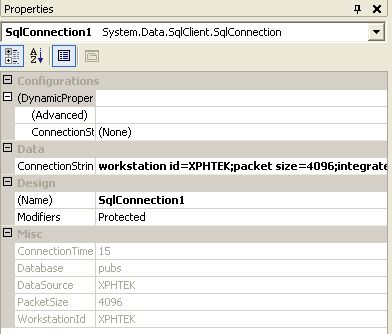 Properties
SqlConnection1 System.Data.SqlClient.SqlConnection
Configurations
(DynamicProper
(Advanced)
ConnectionSt (None)
Data
ConnectionStrin workstation id=XPHTEK;packet size=4096;integrate
Design
(Name) SqlConnection1
Modifiers Protected
Misc
ConnectionTime 15
Database pubs
DataSource XPHTEK
PacketSize 4096
WorkstationId XPHTEK